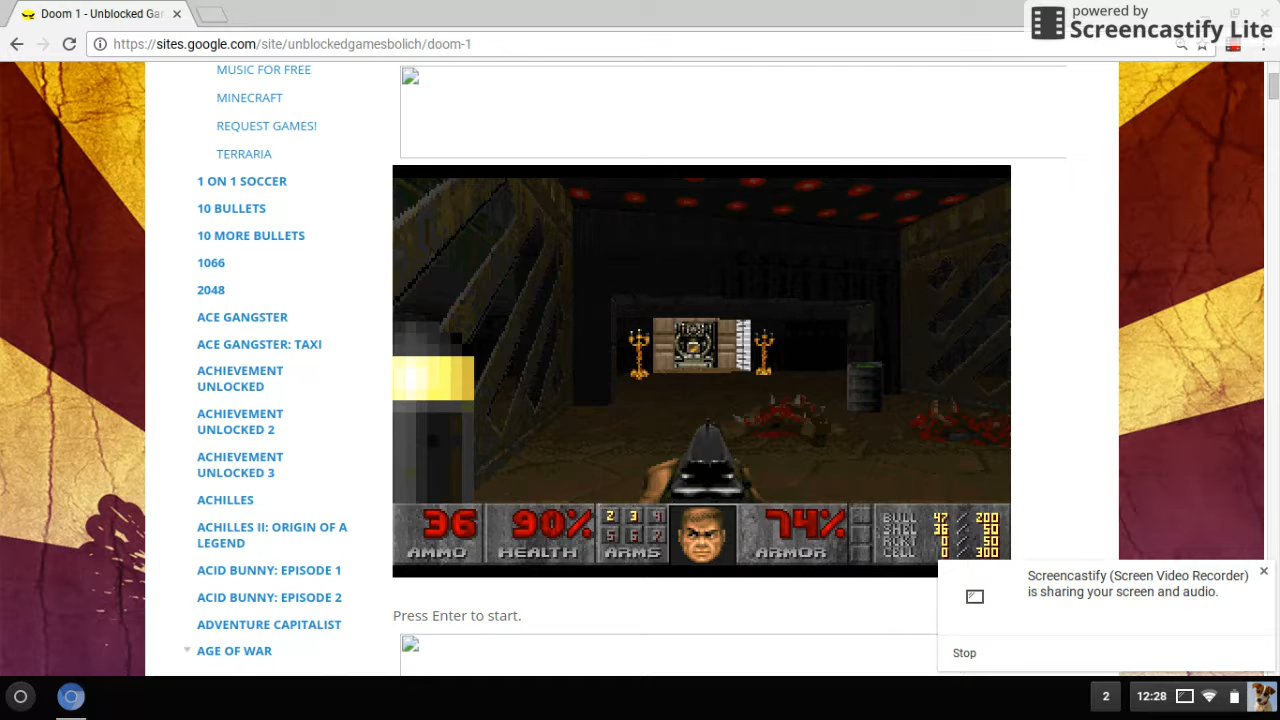 Doom 1 - Unblocked Gar
powered by
Screencastify Lite
https://sites.google.com/site/unblockedgamesbolich/doom-1
MUSIC FOR FREE
MINECRAFT
REQUEST GAMES!
TERRARIA
1 ON 1 SOCCER
10 BULLETS
10 MORE BULLETS
1066
2048
ACE GANGSTER
ACE GANGSTER: TAXI
ACHIEVEMENT
UNLOCKED
ACHIEVEMENT
UNLOCKED 2
ACHIEVEMENT
UNLOCKED 3
ACHILLES
ACHILLES II: ORIGIN OF A
LEGEND
ACID BUNNY: EPISODE 1
ACID BUNNY: EPISODE 2
ADVENTURE CAPITALIST
AGE OF WAR
36 90% 2 3 4 74%
5 6 7
AMMO HEALTH ARMS ARMOR
BULL 47 / 200
SHEL 36 / 50
RCKT 0 / 50
CELL 0 / 300
Press Enter to start.
Screencastify (Screen Video Recorder)
is sharing your screen and audio.
Stop
2 12:28